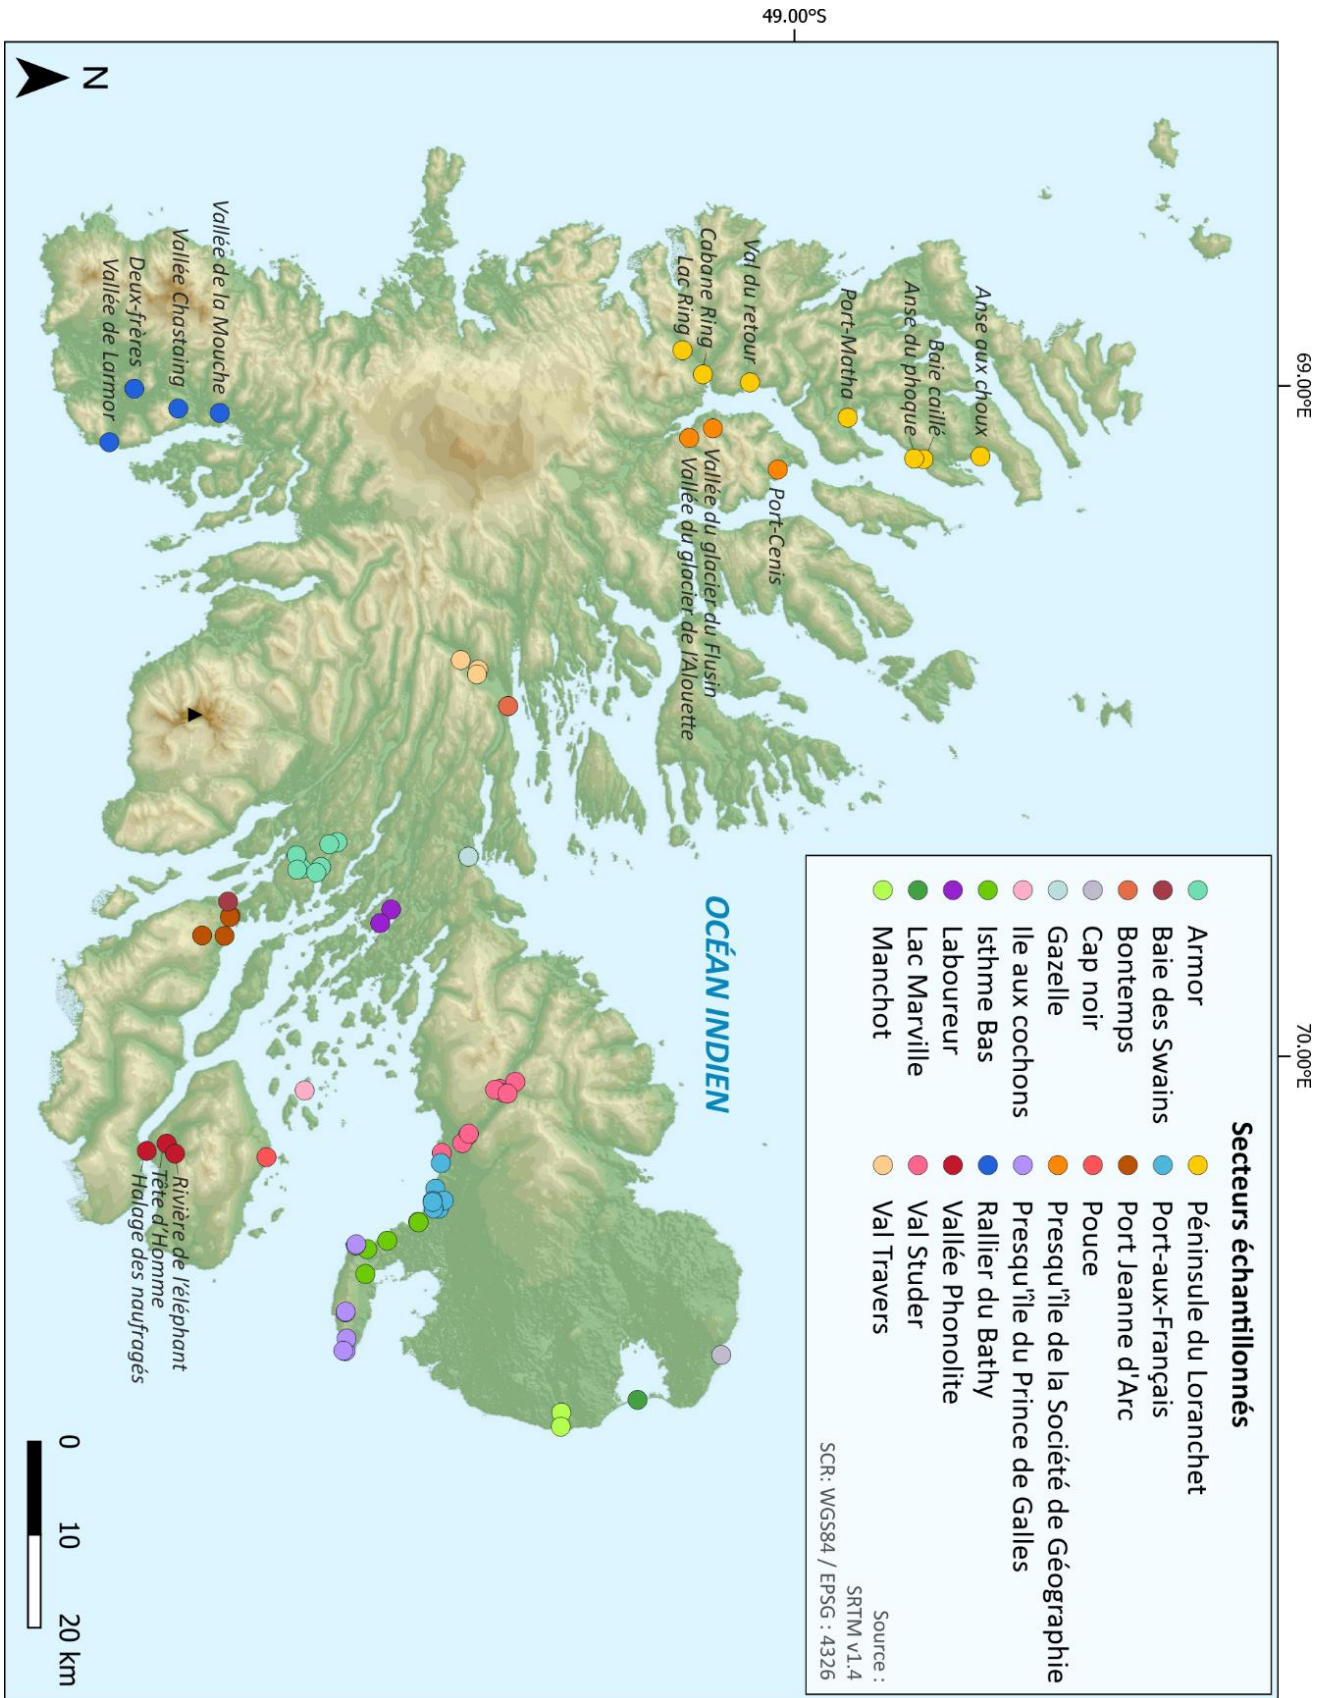 69.00°E
70.00°E
49.00°S
Secteurs échantillonnés
Armor
Baie des Swains
Bontemps
Cap noir
Gazelle
Ile aux cochons
Isthme Bas
Laboureur
Lac Marville
Manchot
Péninsule du Loranchet
Port-aux-Français
Port Jeanne d'Arc
Pouce
Presqu'île de la Société de Géographie
Presqu'île du Prince de Galles
Rallier du Bathy
Vallée Phonolite
Val Studer
Val Travers
Source :
SRTM v1.4
SCR: WGS84 / EPSG : 4326
Anse aux choux
Baie caillé
Anse du phoque
Port-Matha
Val du retour
Cabane Ring
Lac Ring
Port-Cenis
Vallée du glacier du Flusin
Vallée du glacier de l'Alouette
OCÉAN INDIEN
Vallée de la Mouche
Vallée Chastaing
Deux-frères
Vallée de Larmor
Rivière de l'éléphant
Tête d'Homme
Halage des naufragés
N
0 10 20 km